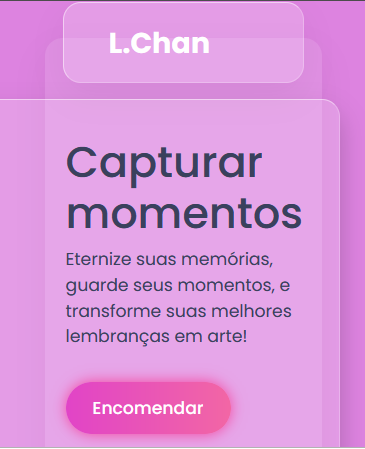 L.Chan
Capturar
momentos
Eternize suas memórias,
guarde seus momentos, e
transforme suas melhores
lembranças em arte!
Encomendar